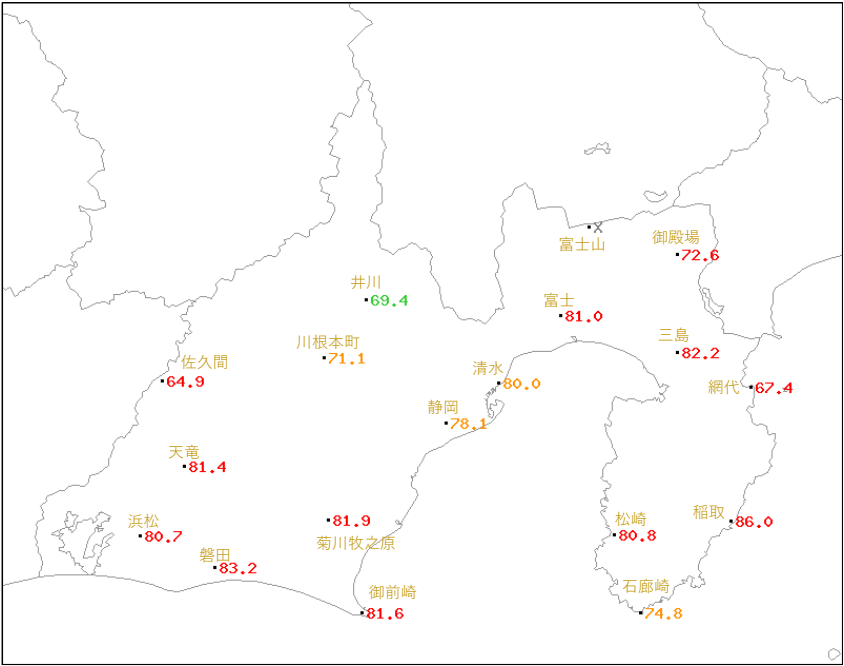 ×
富士山
御殿場
72.6
井川
69.4
富士
81.0
川根本町
71.1
三島
82.2
佐久間
64.9
清水
80.0
網代
67.4
静岡
78.1
天竜
81.4
浜松
80.7
81.9
菊川牧之原
松崎
80.8
稲取
86.0
磐田
83.2
御前崎
81.6
石廊崎
74.8